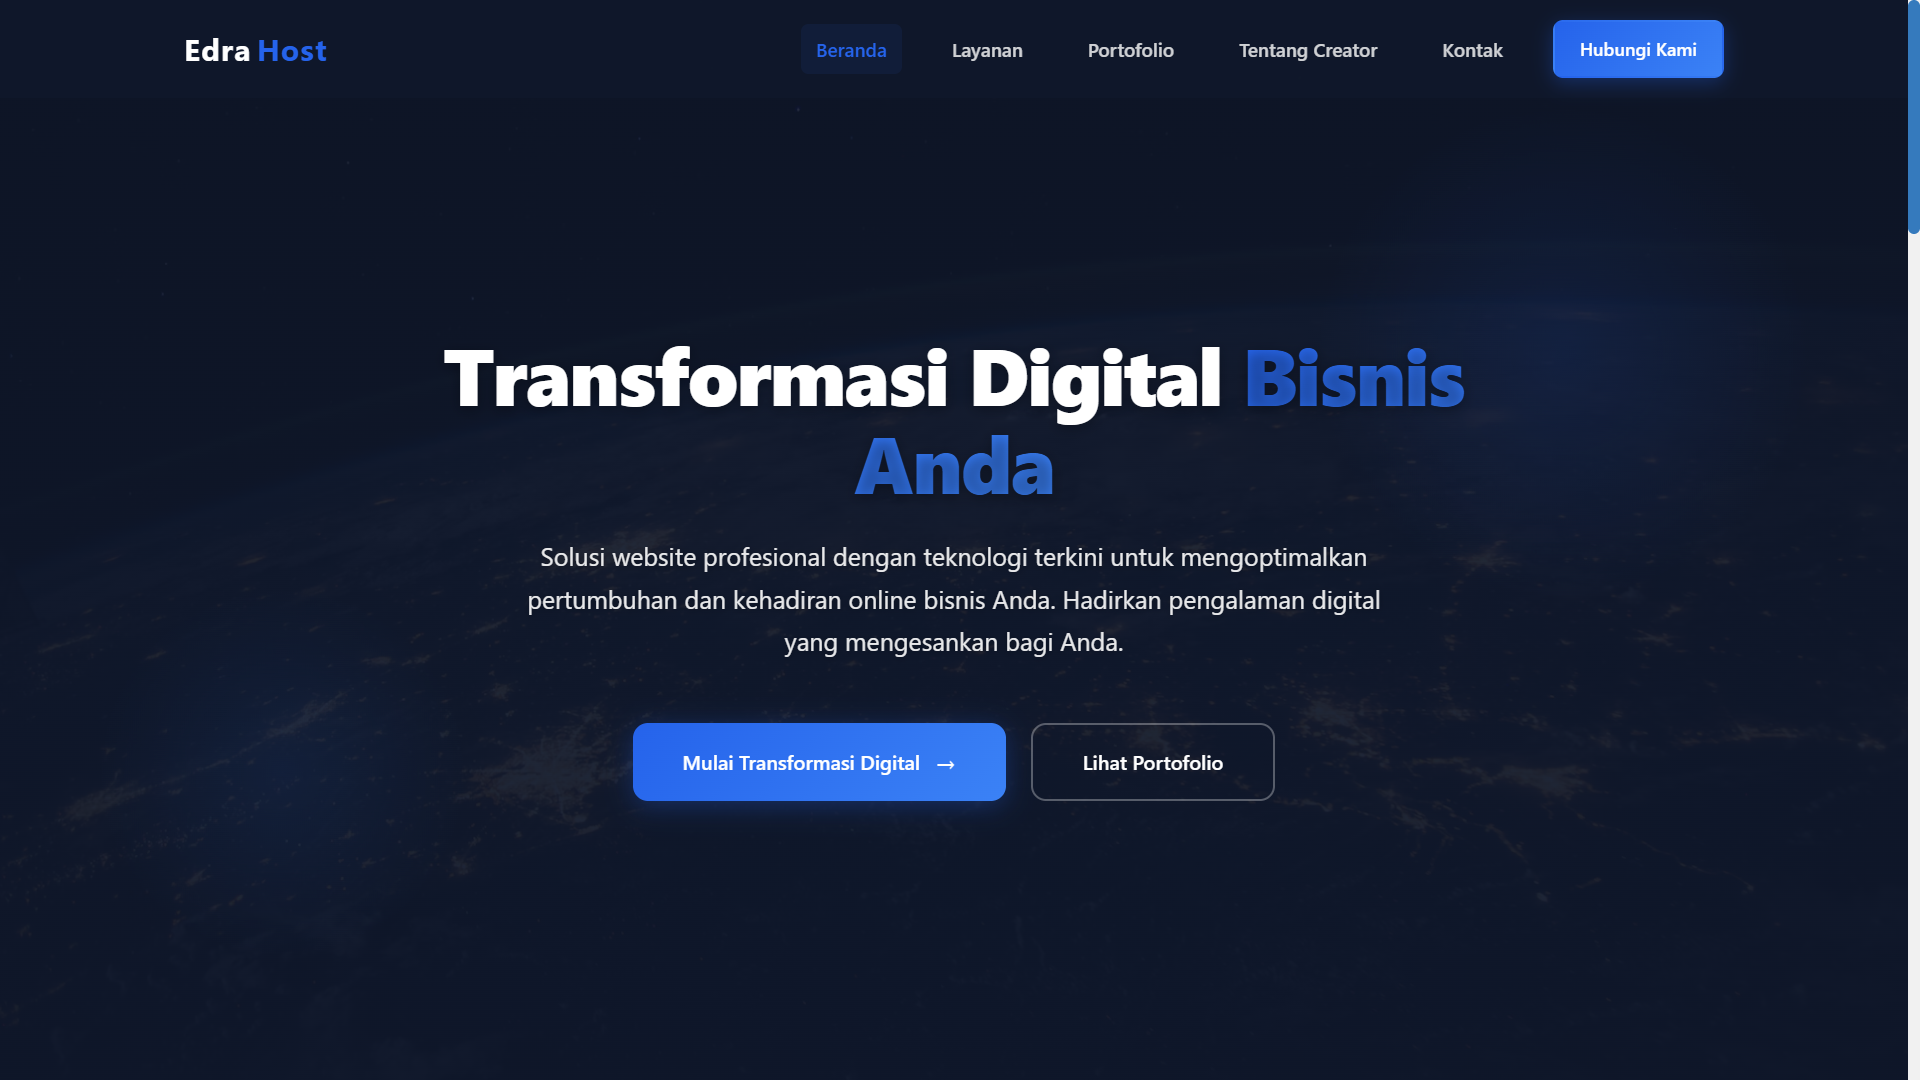 Edra Host
Beranda
Layanan
Portofolio
Tentang Creator
Kontak
Hubungi Kami
Transformasi Digital Bisnis
Anda
Solusi website profesional dengan teknologi terkini untuk mengoptimalkan
pertumbuhan dan kehadiran online bisnis Anda. Hadirkan pengalaman digital
yang mengesankan bagi Anda.
Mulai Transformasi Digital →
Lihat Portofolio